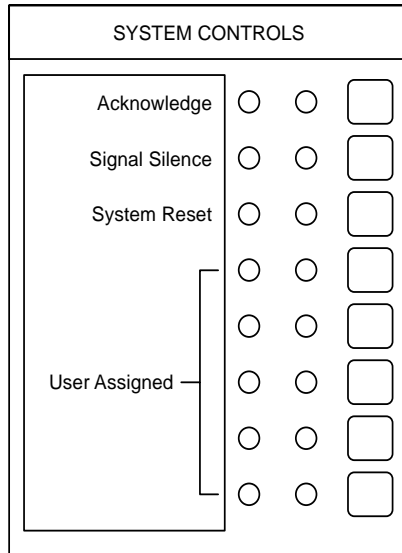 SYSTEM CONTROLS
Acknowledge
Signal Silence
System Reset
User Assigned